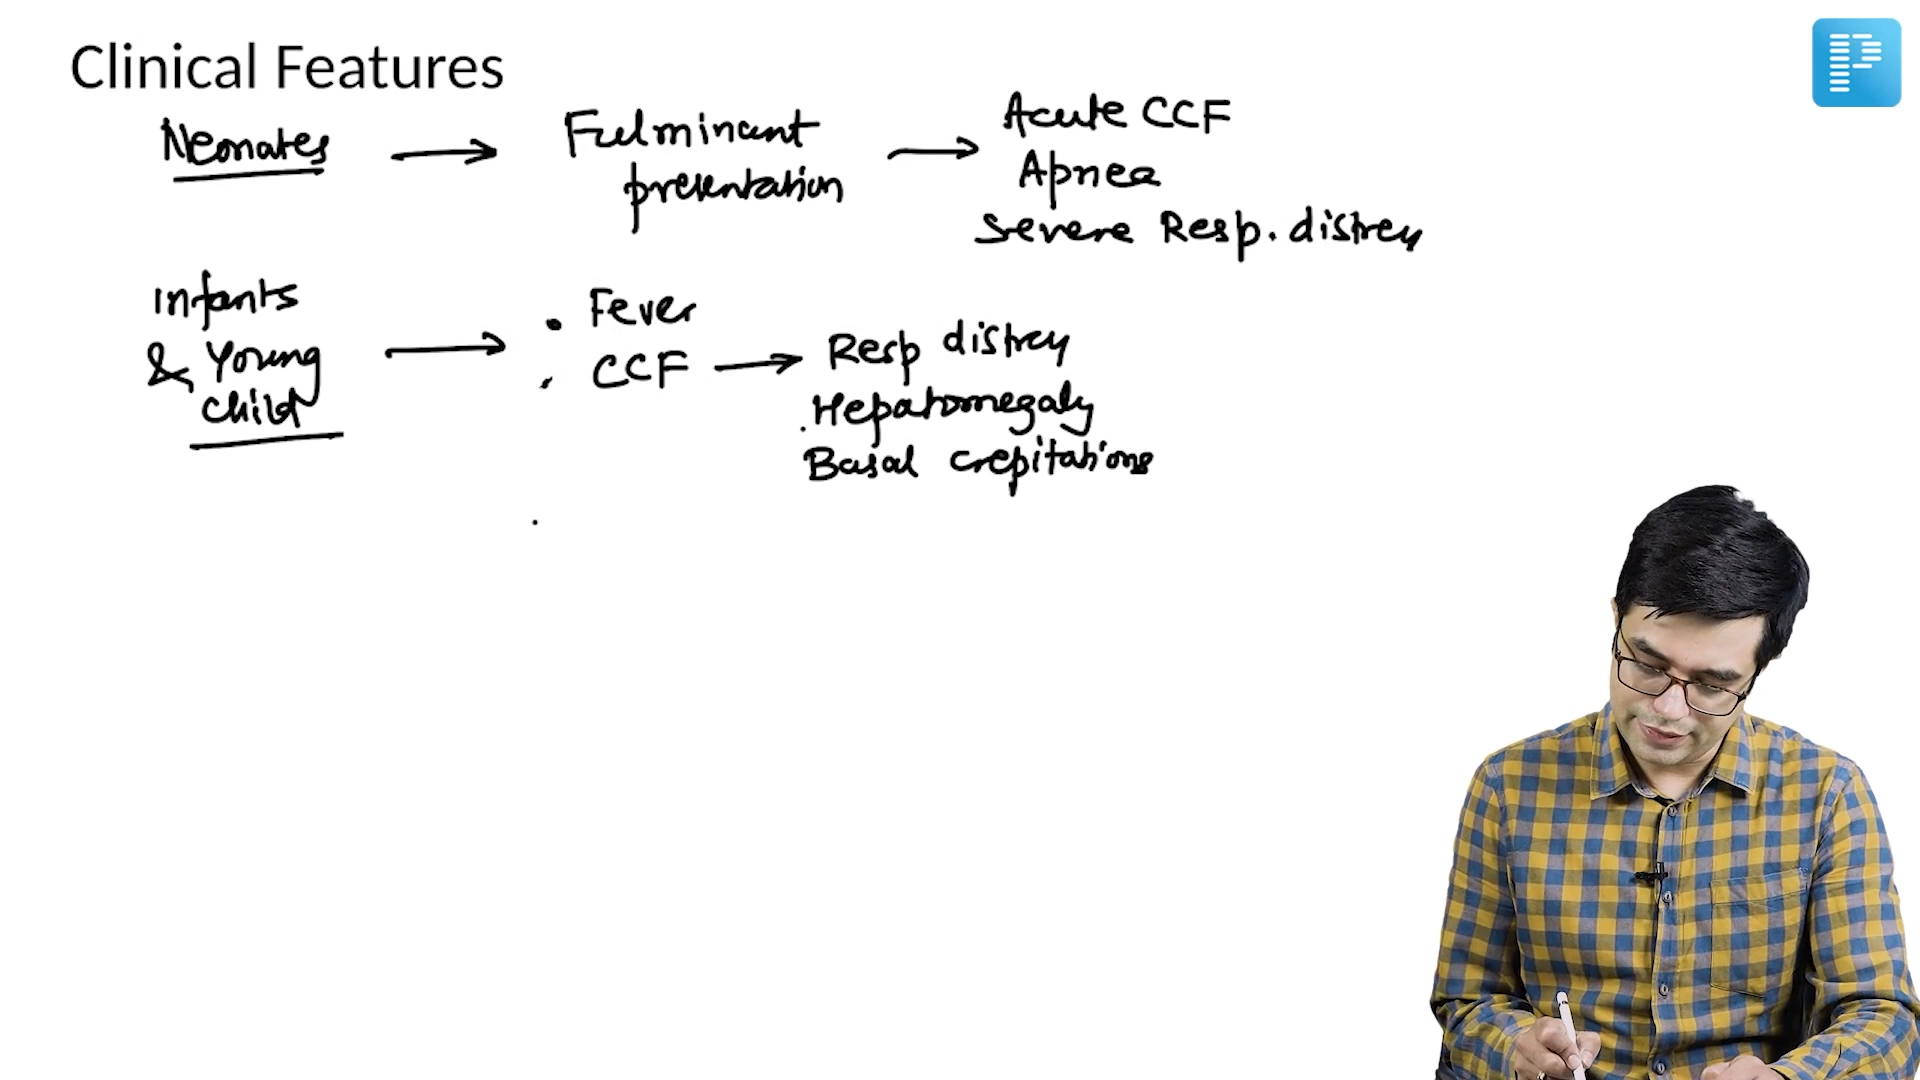 Clinical Features
Neonates → Fulminant presentation → Acute CCF
Apnea
Severe Resp. distress
Infants & Young child → • Fever
• CCF → Resp distress
Hepatomegaly
Basal crepitations